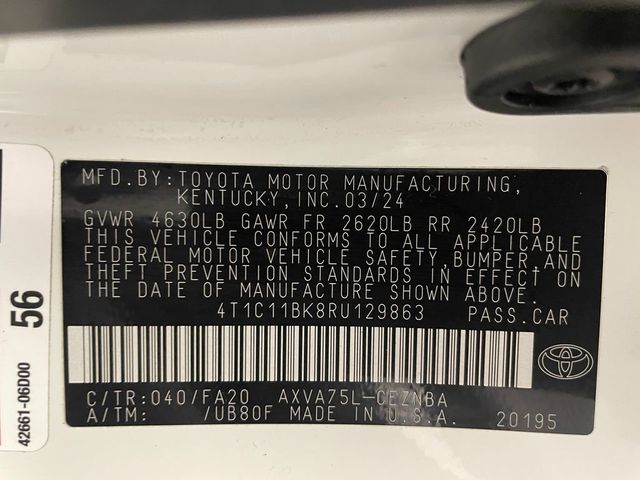 MFD.BY:TOYOTA MOTOR MANUFACTURING,
KENTUCKY,INC.03/24
GVWR 4630LB GAWR FR 2620LB RR 2420LB
THIS VEHICLE CONFORMS TO ALL APPLICABLE
FEDERAL MOTOR VEHICLE SAFETY,BUMPER,AND
THEFT PREVENTION STANDARDS IN EFFECT ON
THE DATE OF MANUFACTURE SHOWN ABOVE.
4T1C11BK8RU129863 PASS.CAR
C/TR:040/FA20 AXVA75L-CEZNBA
A/TM: /UB80F MADE IN U.S.A. 20195
56
42661-06D00